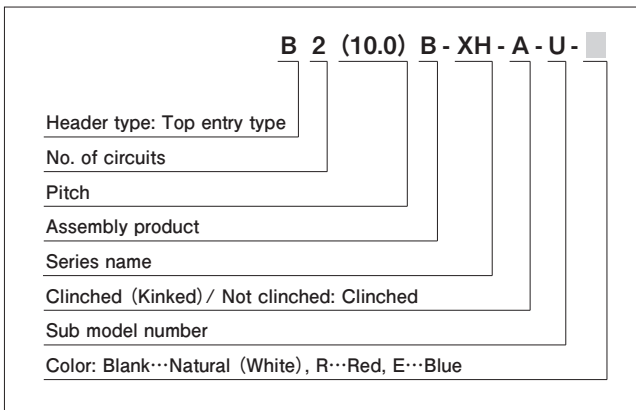 B 2 (10.0) B - XH - A - U -
Header type: Top entry type
No. of circuits
Pitch
Assembly product
Series name
Clinched (Kinked) / Not clinched: Clinched
Sub model number
Color: Blank…Natural (White), R…Red, E…Blue